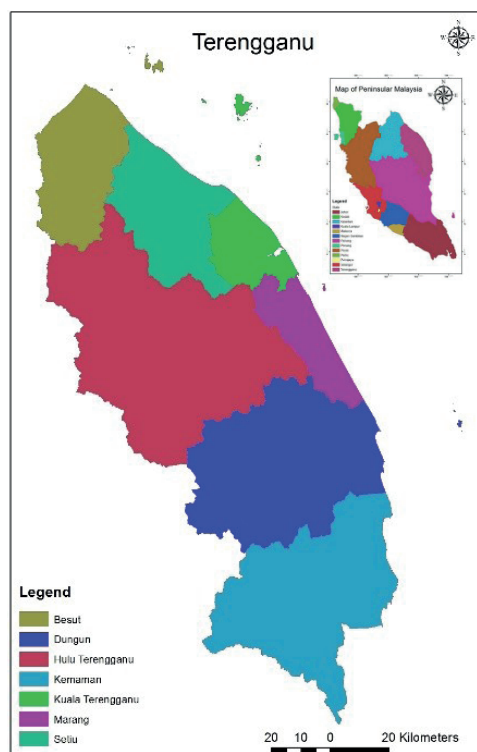 Terengganu
N
Map of Peninsular Malaysia
N
Legend
Legend
Besut
Dungun
Hulu Terengganu
Kemaman
Kuala Terengganu
Marang
Setiu
20 10 0 20 Kilometers